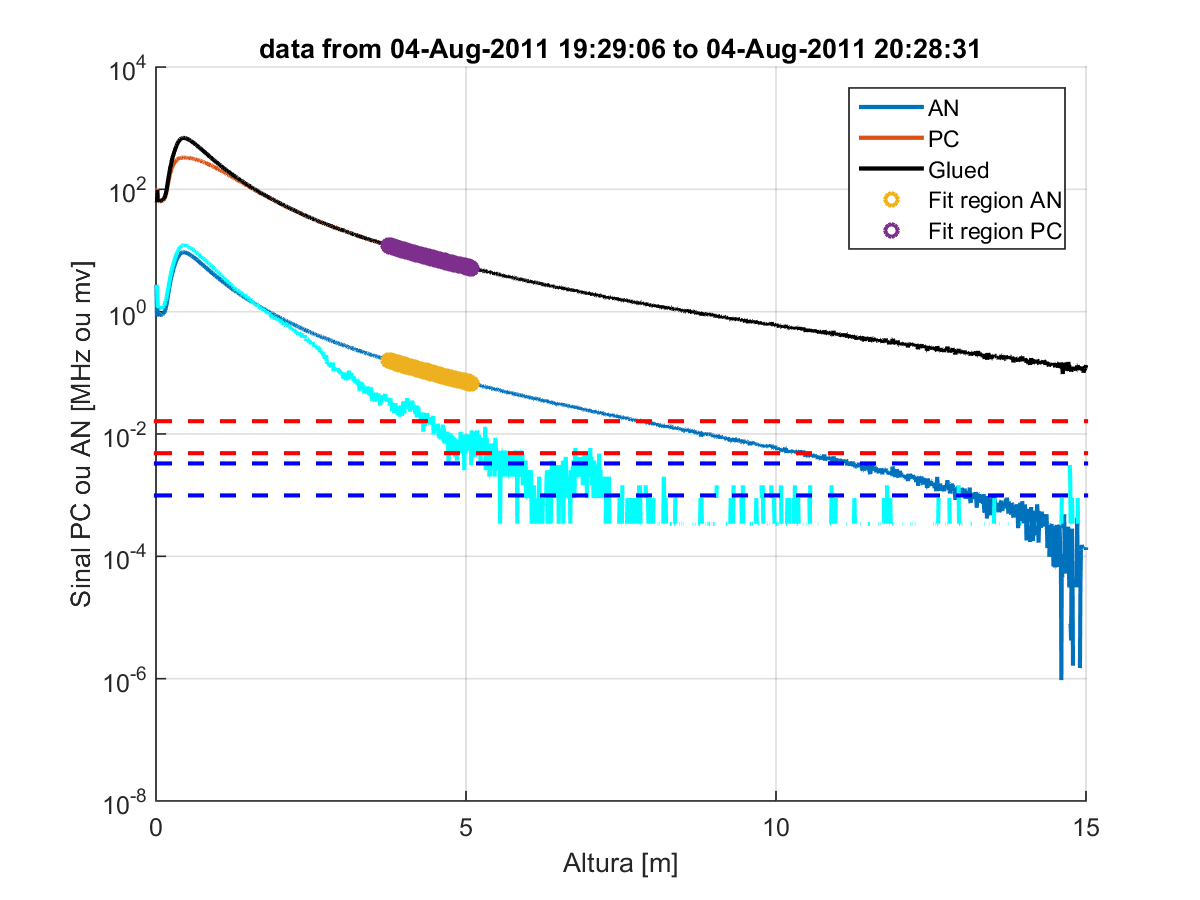 data from 04-Aug-2011 19:29:06 to 04-Aug-2011 20:28:31
AN
PC
Glued
Fit region AN
Fit region PC
Sinal PC ou AN [MHz ou mv]
10^4
10^2
10^0
10^-2
10^-4
10^-6
10^-8
0 5 10 15
Altura [m]